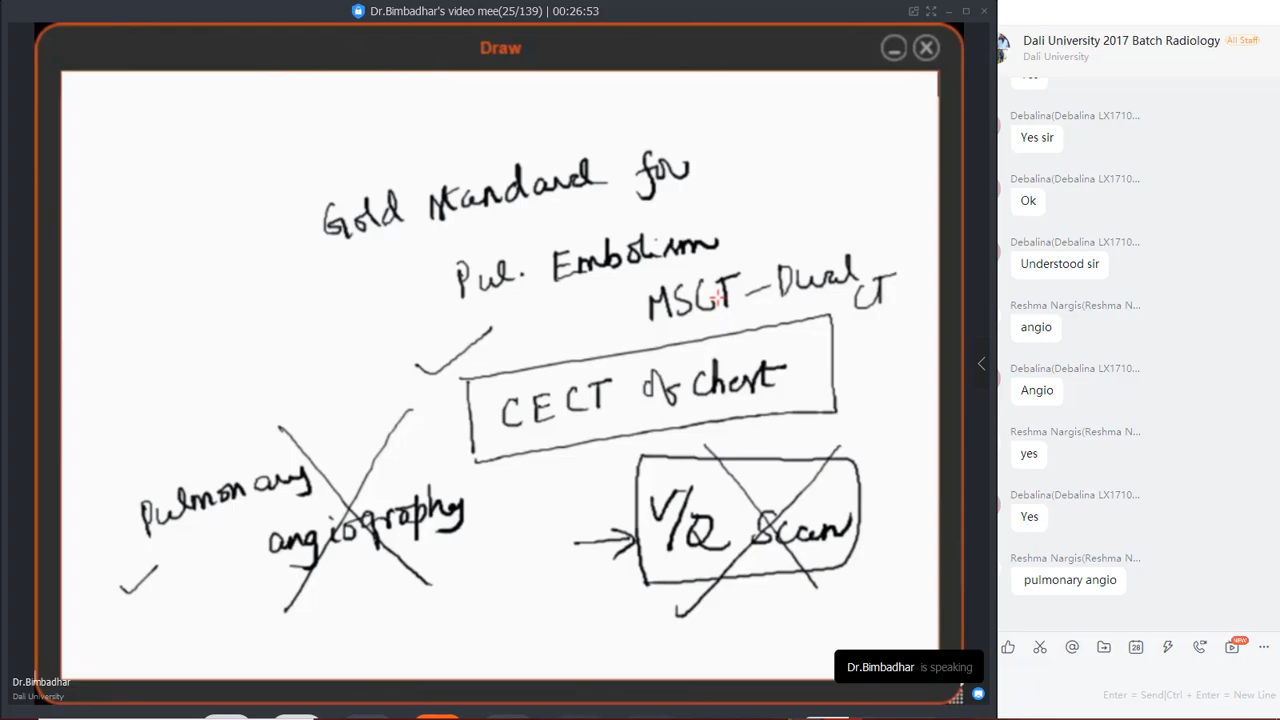 Dr.Bimbadhar's video mee(25/139) | 00:26:53
Draw
Gold standard for
Pul. Embolism
MSCT - Dual CT
CECT of chest
Pulmonary
angiography
V/Q Scan
Dr.Bimbadhar
Dali University
Dr.Bimbadhar is speaking
Dali University 2017 Batch Radiology All Staff
Dali University
Debalina(Debalina LX1710...
Yes sir
Debalina(Debalina LX1710...
Ok
Debalina(Debalina LX1710...
Understood sir
Reshma Nargis(Reshma N...
angio
Debalina(Debalina LX1710...
Angio
Reshma Nargis(Reshma N...
yes
Debalina(Debalina LX1710...
Yes
Reshma Nargis(Reshma N...
pulmonary angio
28
NEW
Enter = Send|Ctrl + Enter = New Line